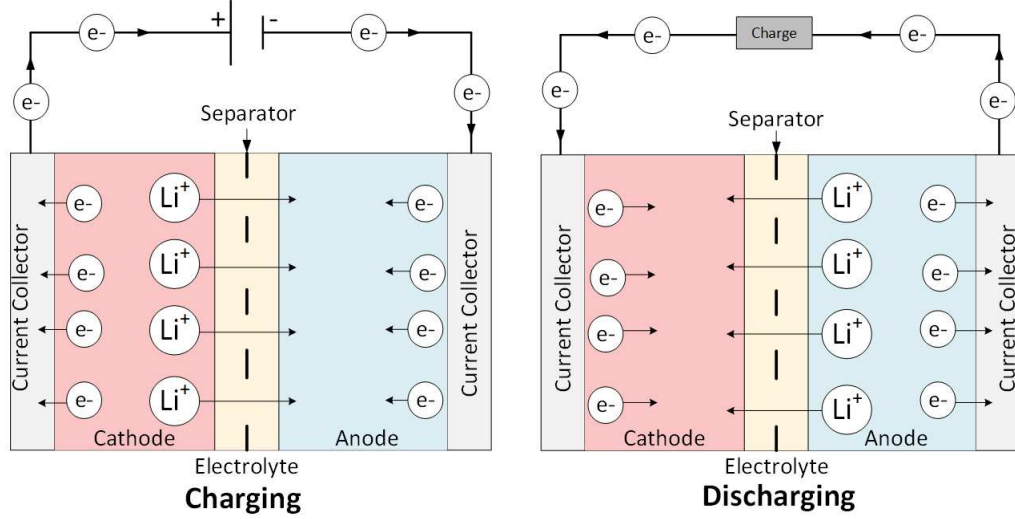 + -
e- e-
e- e-
Separator
Current Collector
e- Li+ e-
e- Li+ e-
e- Li+ e-
e- Li+ e-
Current Collector
Cathode Anode
Electrolyte
Charging
e- Charge e-
e- e-
Separator
Current Collector
e- Li+ e-
e- Li+ e-
e- Li+ e-
e- Li+ e-
Current Collector
Cathode Anode
Electrolyte
Discharging